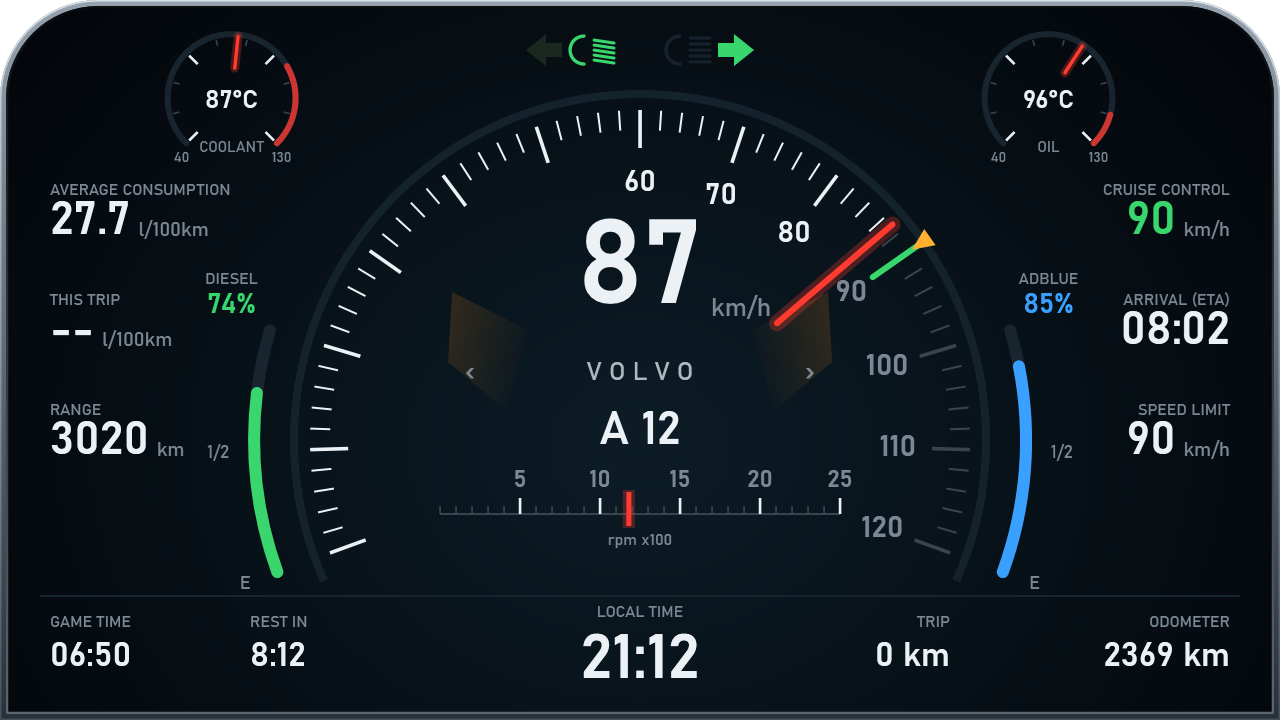 87°C
COOLANT
40
130
96°C
OIL
40
130
AVERAGE CONSUMPTION
27.7 l/100km
THIS TRIP
-- l/100km
RANGE
3020 km
DIESEL
74%
1/2
E
60
70
80
90
100
110
120
87 km/h
‹
›
VOLVO
A 12
5 10 15 20 25
rpm x100
CRUISE CONTROL
90 km/h
ADBLUE
85%
1/2
E
ARRIVAL (ETA)
08:02
SPEED LIMIT
90 km/h
GAME TIME
06:50
REST IN
8:12
LOCAL TIME
21:12
TRIP
0 km
ODOMETER
2369 km